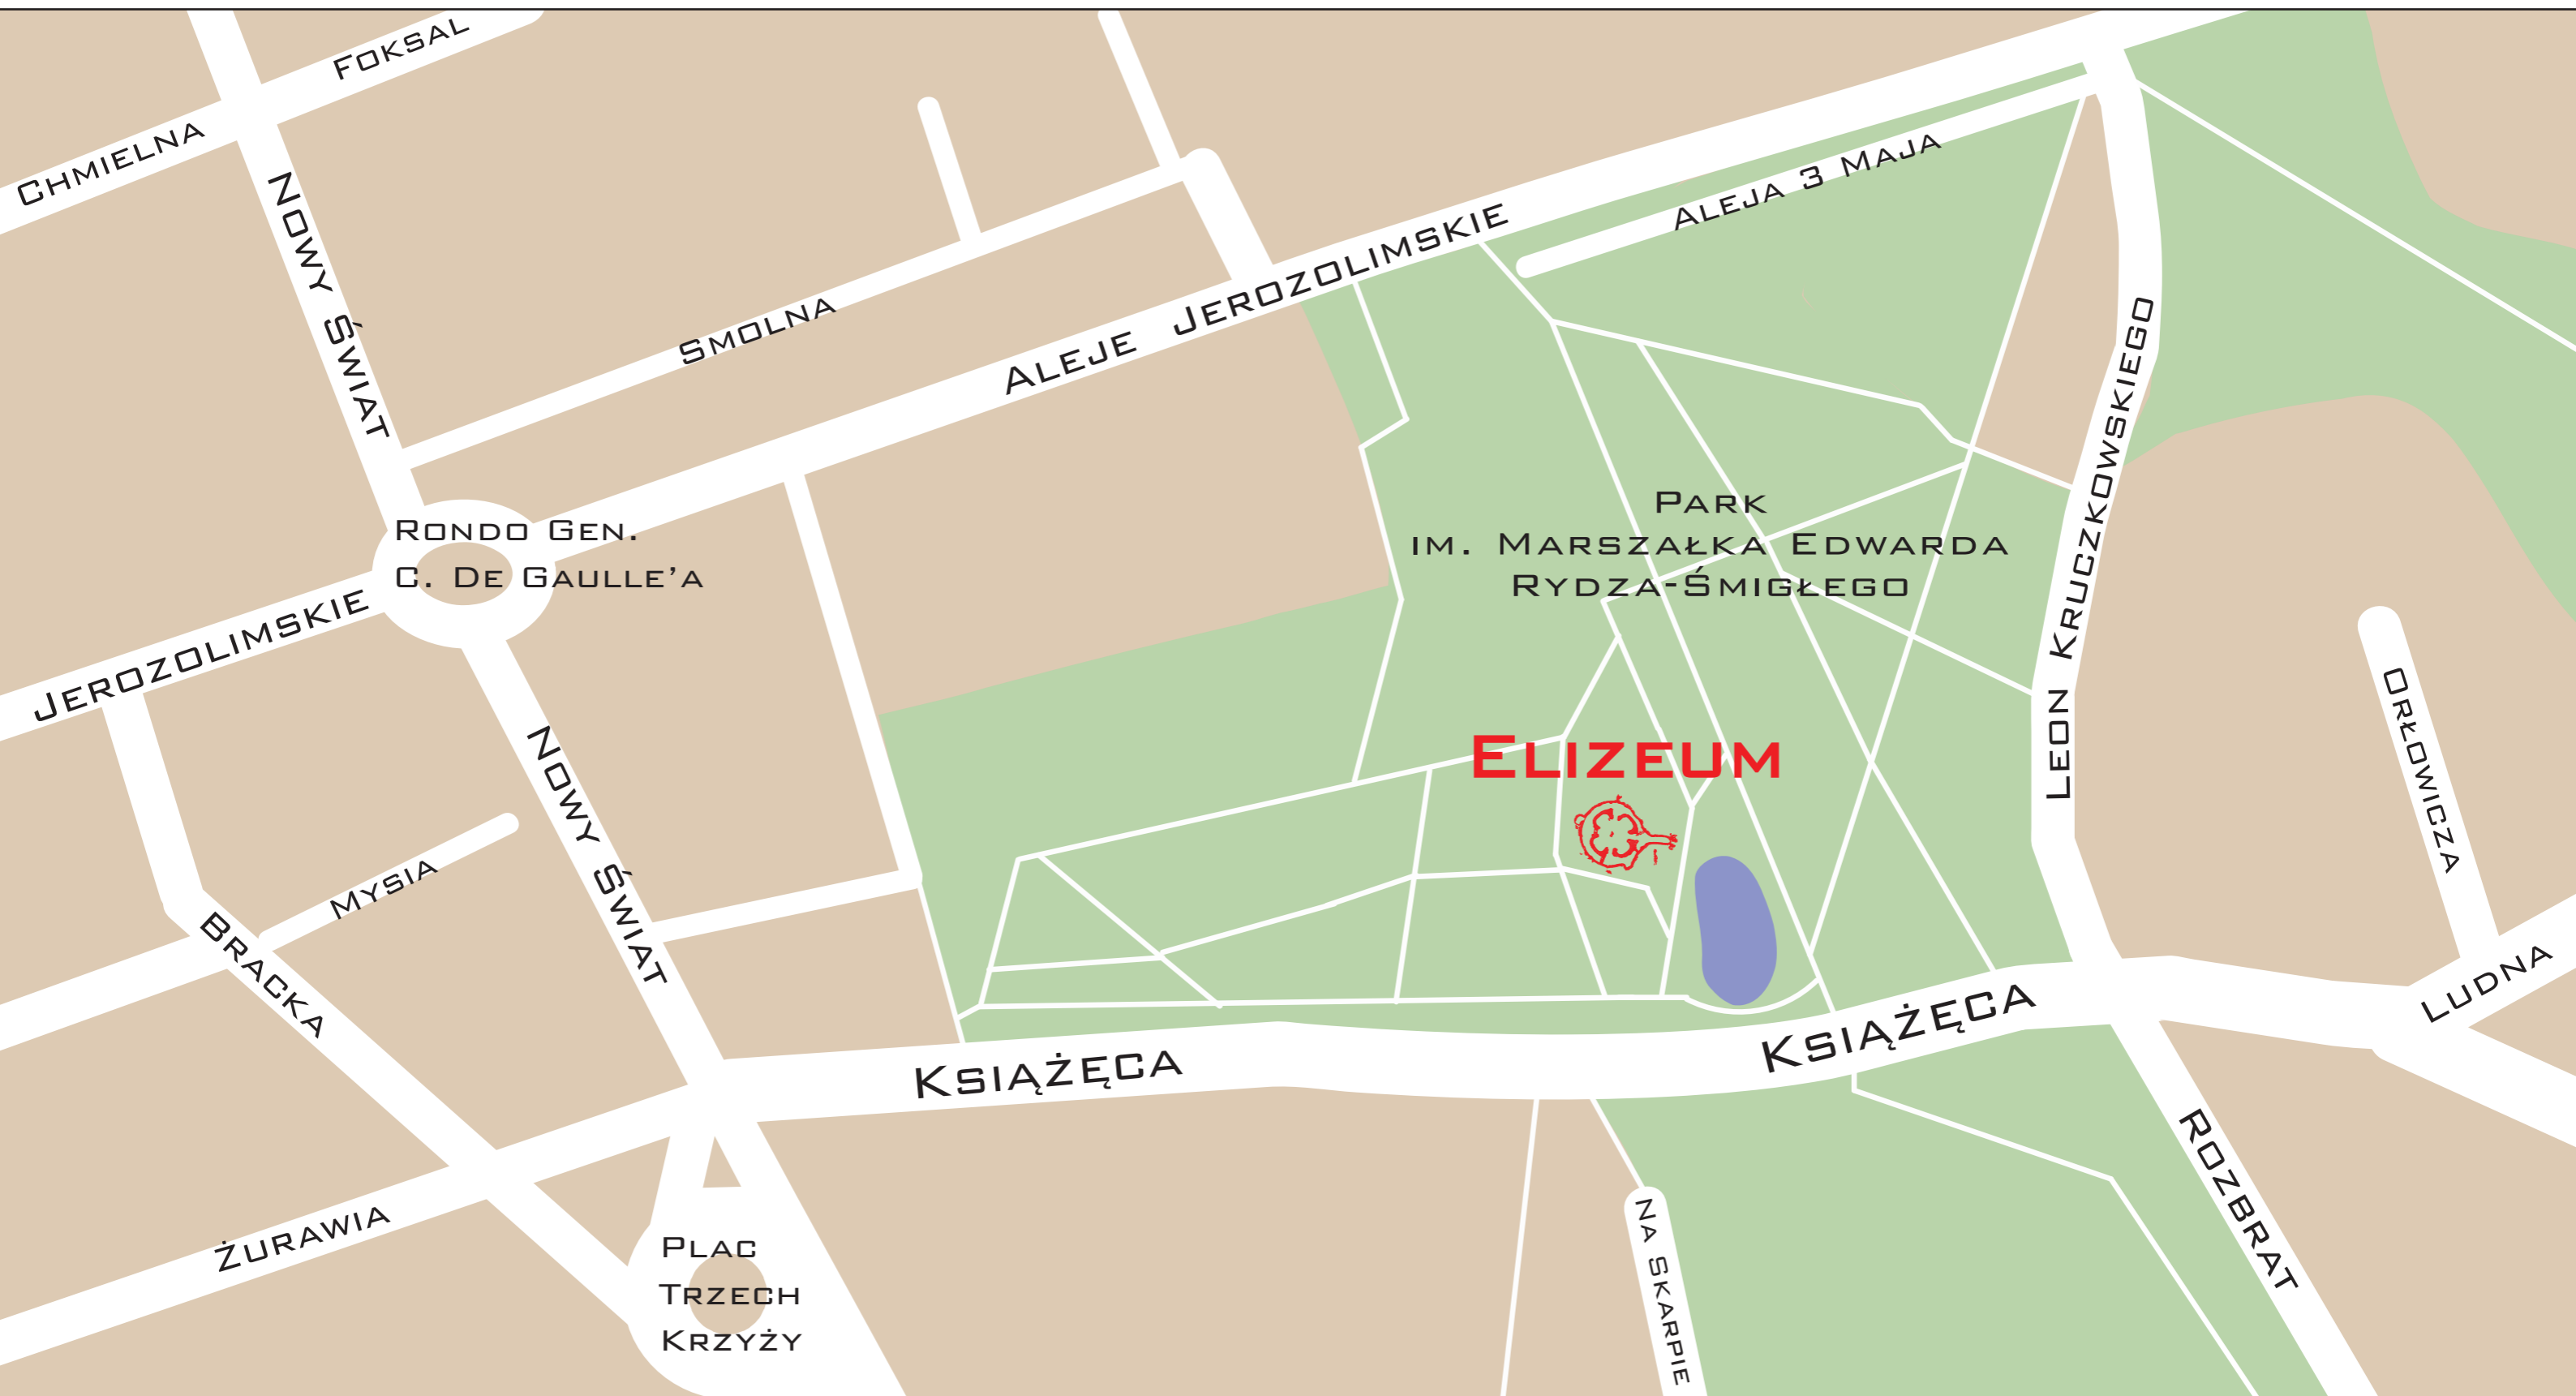 Foksal
Chmielna
Nowy Świat
Aleja 3 Maja
Smolna
Aleje Jerozolimskie
Leon Kruczkowskiego
Park
im. Marszałka Edwarda
Rydza-Śmigłego
Rondo Gen.
C. De Gaulle'a
Jerozolimskie
Elizeum
Orłowicza
Nowy Świat
Mysia
Bracka
Książęca
Książęca
Ludna
Rozbrat
Żurawia
Na Skarpie
Plac
Trzech
Krzyży